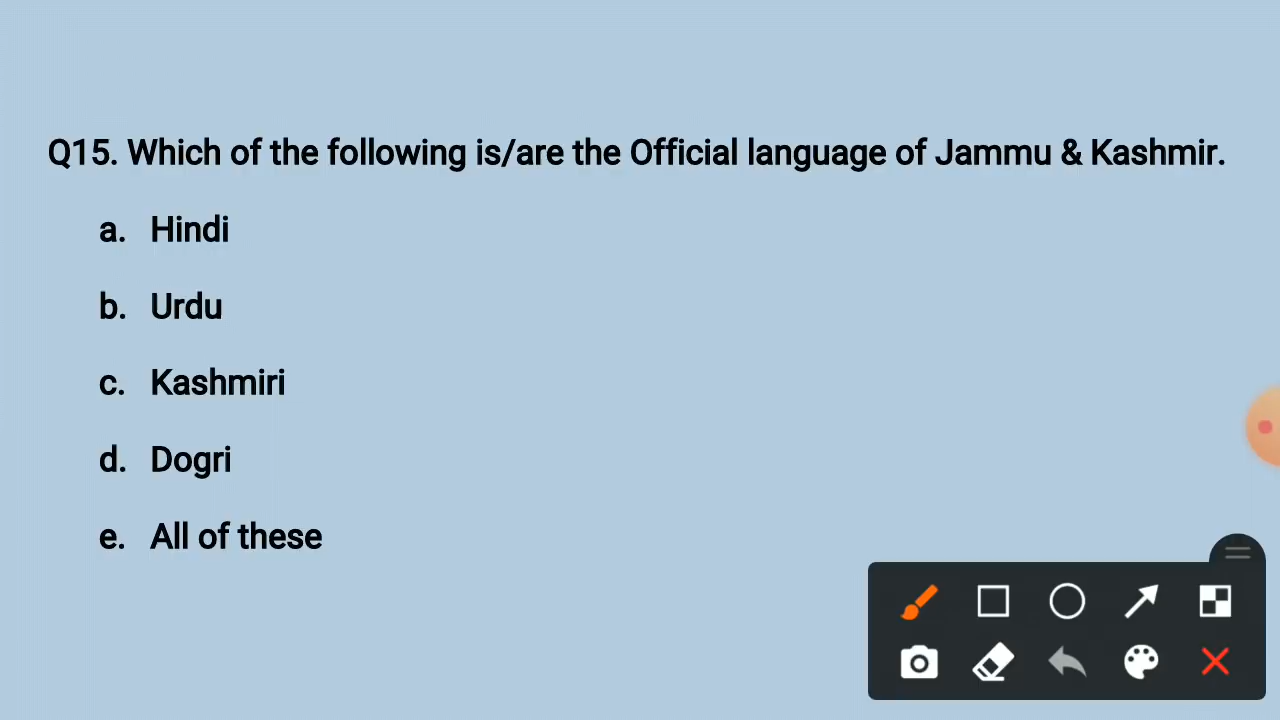 Q15. Which of the following is/are the Official language of Jammu & Kashmir.
a. Hindi
b. Urdu
c. Kashmiri
d. Dogri
e. All of these